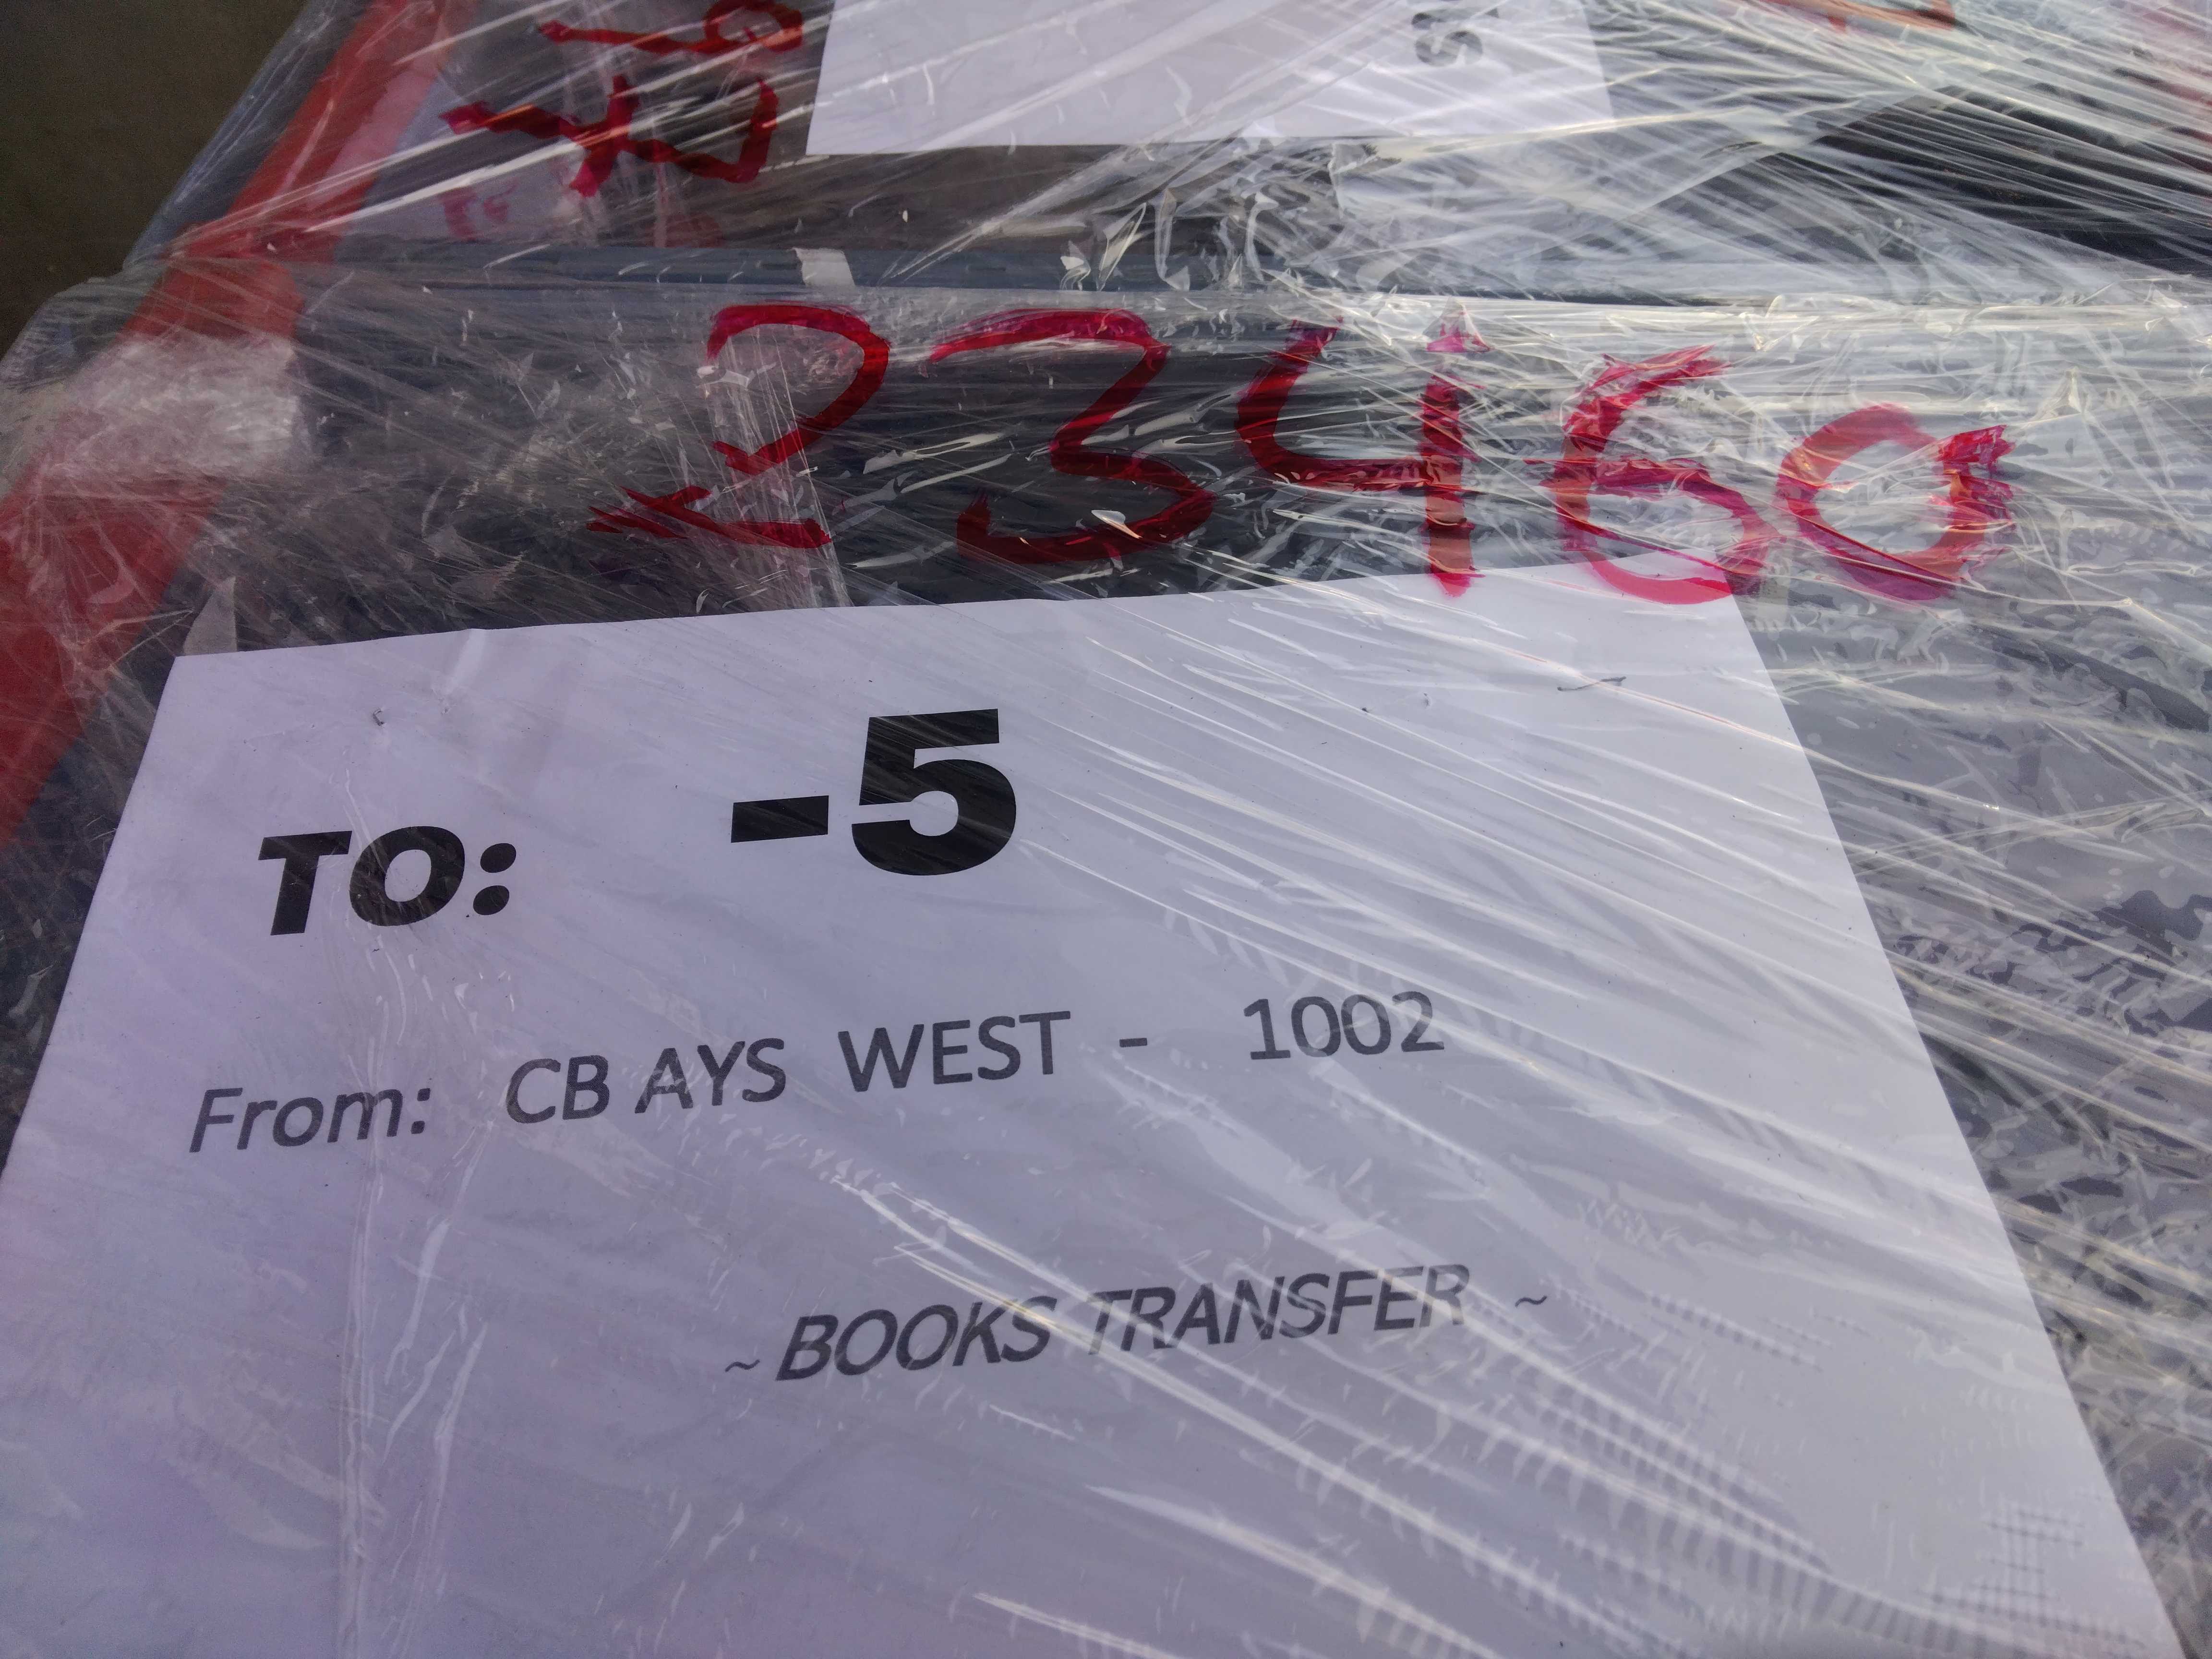 23460
TO: -5
From: CB AYS WEST - 1002
~ BOOKS TRANSFER ~